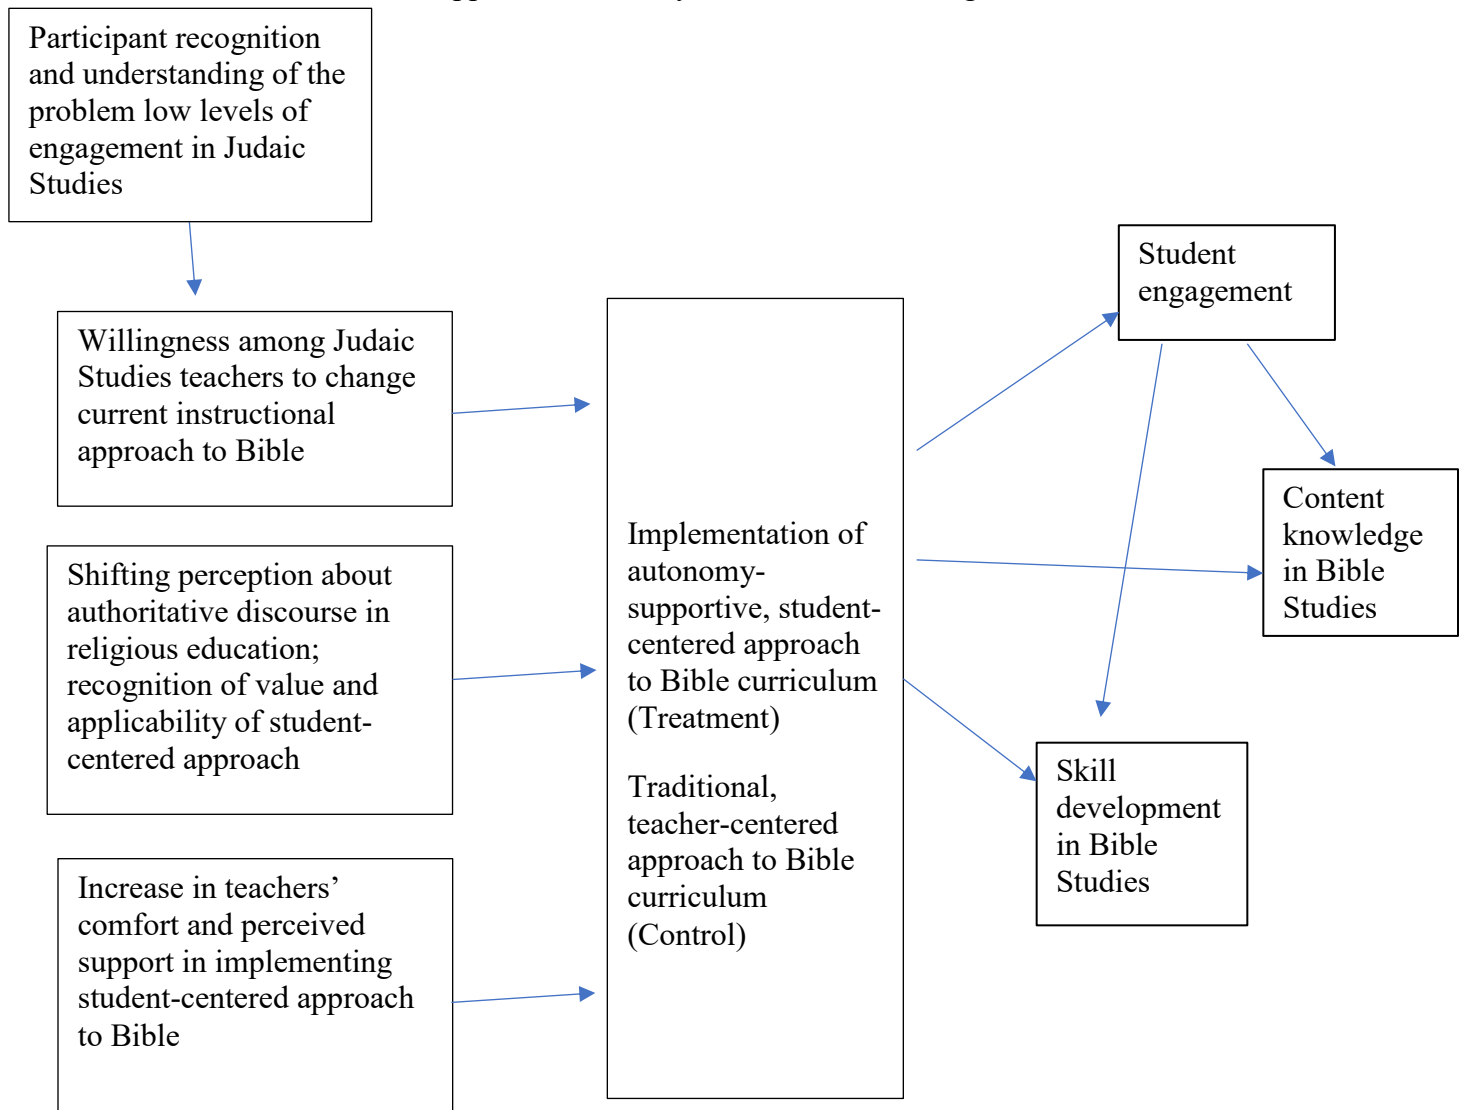 Participant recognition
and understanding of the
problem low levels of
engagement in Judaic
Studies
Willingness among Judaic
Studies teachers to change
current instructional
approach to Bible
Shifting perception about
authoritative discourse in
religious education;
recognition of value and
applicability of student-
centered approach
Increase in teachers’
comfort and perceived
support in implementing
student-centered approach
to Bible
Implementation of
autonomy-
supportive, student-
centered approach
to Bible curriculum
(Treatment)
Traditional,
teacher-centered
approach to Bible
curriculum
(Control)
Student
engagement
Content
knowledge
in Bible
Studies
Skill
development
in Bible
Studies